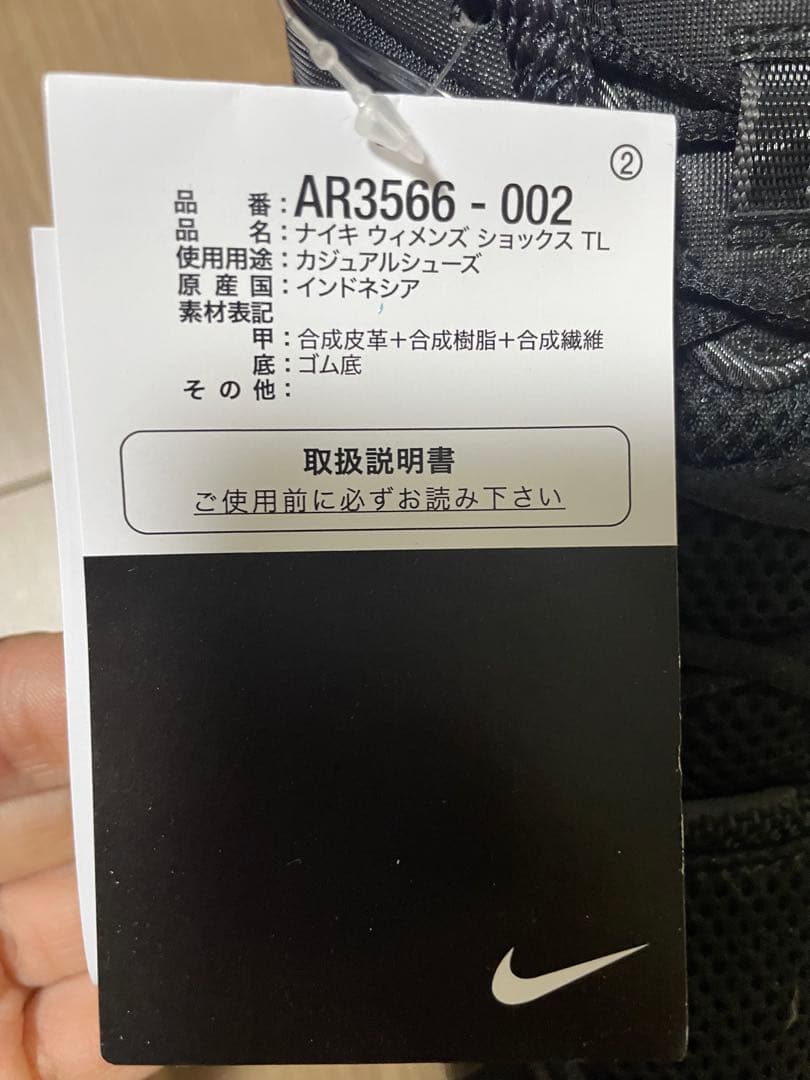 ②
品番：AR3566 - 002
品名：ナイキ ウィメンズ ショックス TL
使用用途：カジュアルシューズ
原産国：インドネシア
素材表記
甲：合成皮革＋合成樹脂＋合成繊維
底：ゴム底
その他：
取扱説明書
ご使用前に必ずお読み下さい